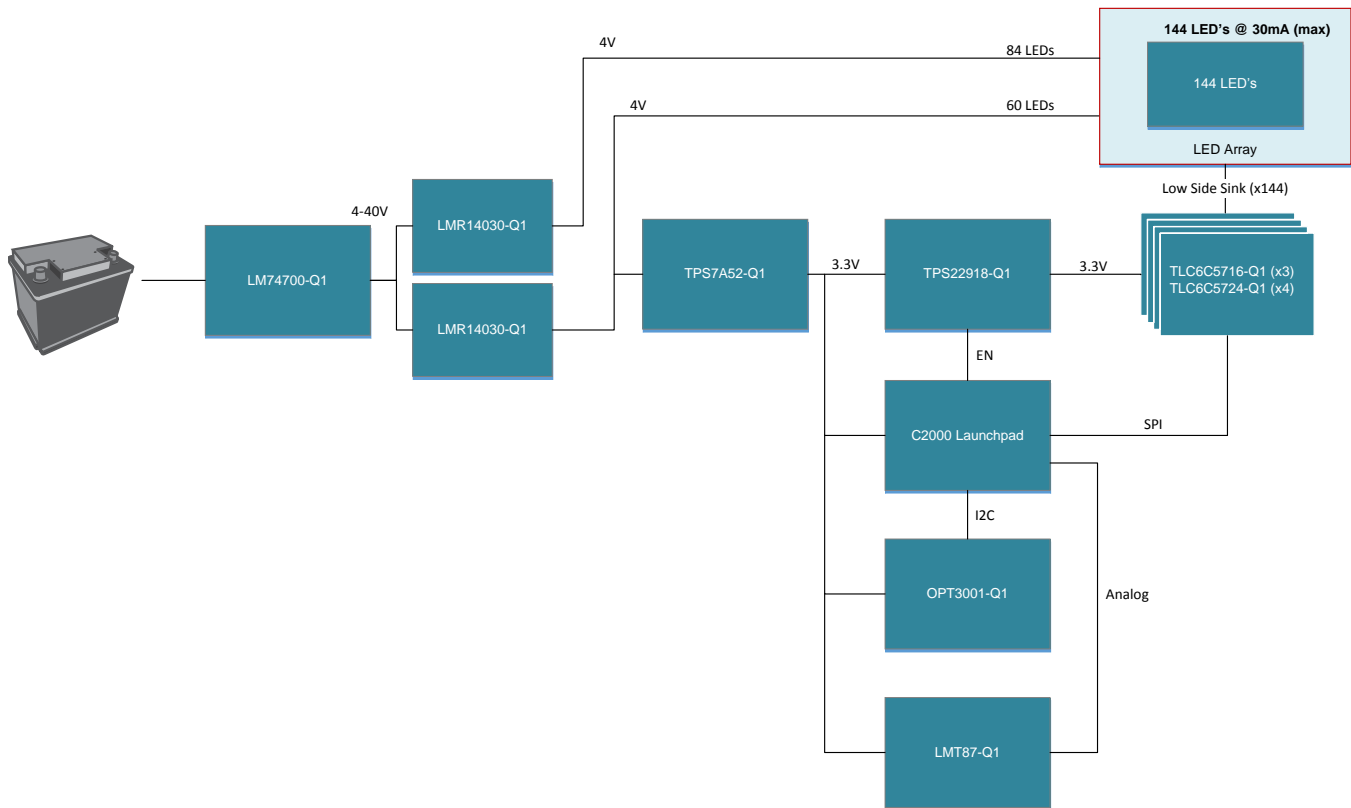 144 LED's @ 30mA (max)
4V
84 LEDs
144 LED's
4V
60 LEDs
LED Array
Low Side Sink (x144)
4-40V
LMR14030-Q1
LM74700-Q1
TPS7A52-Q1
3.3V
TPS22918-Q1
3.3V
TLC6C5716-Q1 (x3)
TLC6C5724-Q1 (x4)
LMR14030-Q1
EN
C2000 Launchpad
SPI
I2C
OPT3001-Q1
Analog
LMT87-Q1